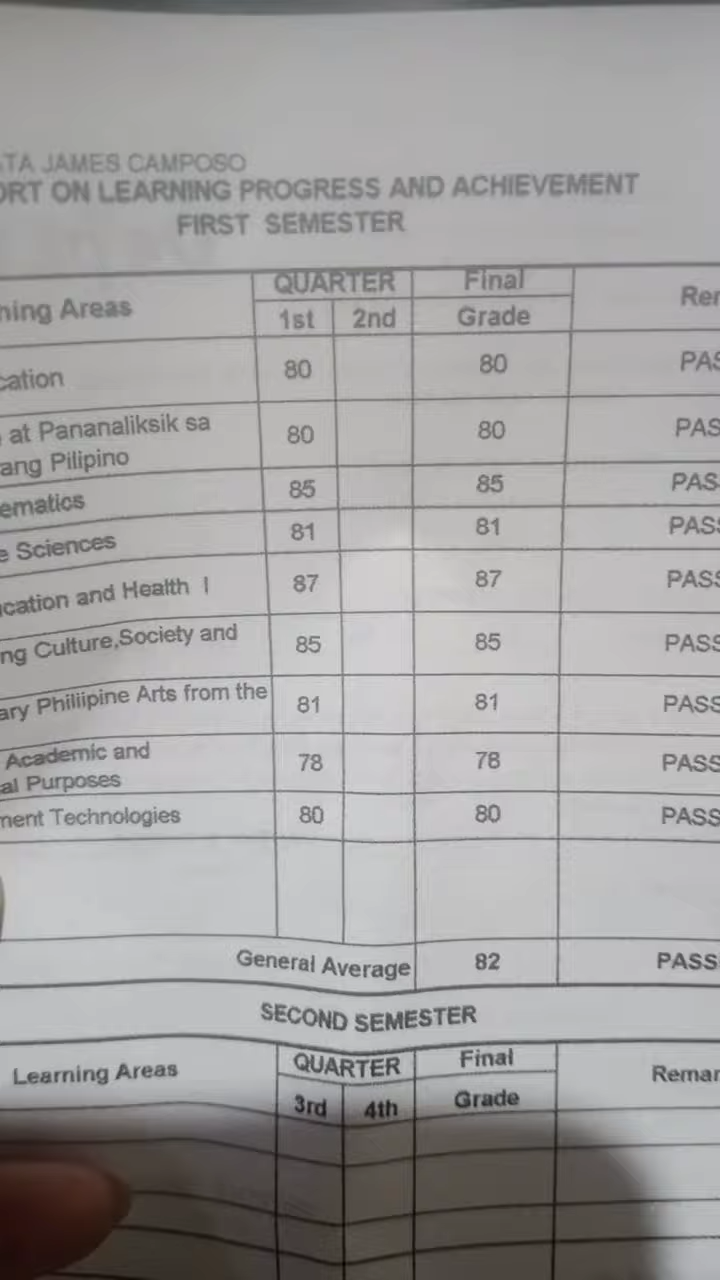 TA JAMES CAMPOSO
ORT ON LEARNING PROGRESS AND ACHIEVEMENT
FIRST SEMESTER
ning Areas QUARTER Final Rer
1st 2nd Grade
cation 80 80 PAS
at Pananaliksik sa 80 80 PAS
ang Pilipino
ematics 85 85 PAS
e Sciences 81 81 PASS
cation and Health I 87 87 PASS
ng Culture,Society and 85 85 PASS
ary Philiipine Arts from the 81 81 PASS
Academic and 78 78 PASS
al Purposes
ment Technologies 80 80 PASS
General Average 82 PASS
SECOND SEMESTER
Learning Areas QUARTER Final Remar
3rd 4th Grade